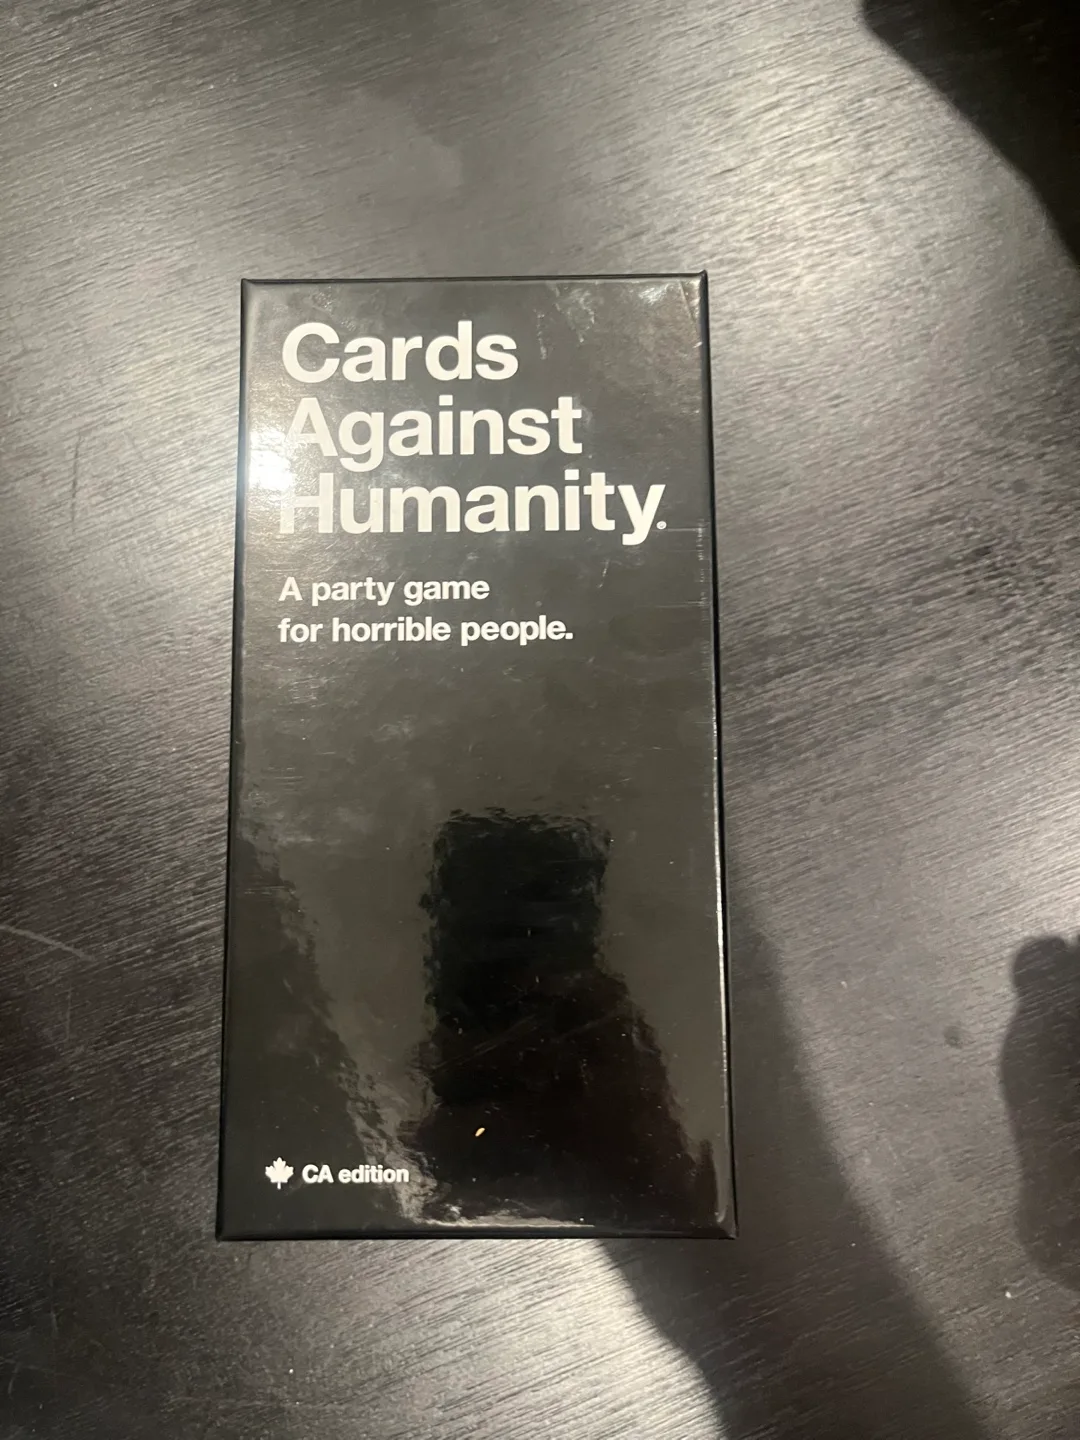 Cards
Against
Humanity.®
A party game
for horrible people.
CA edition